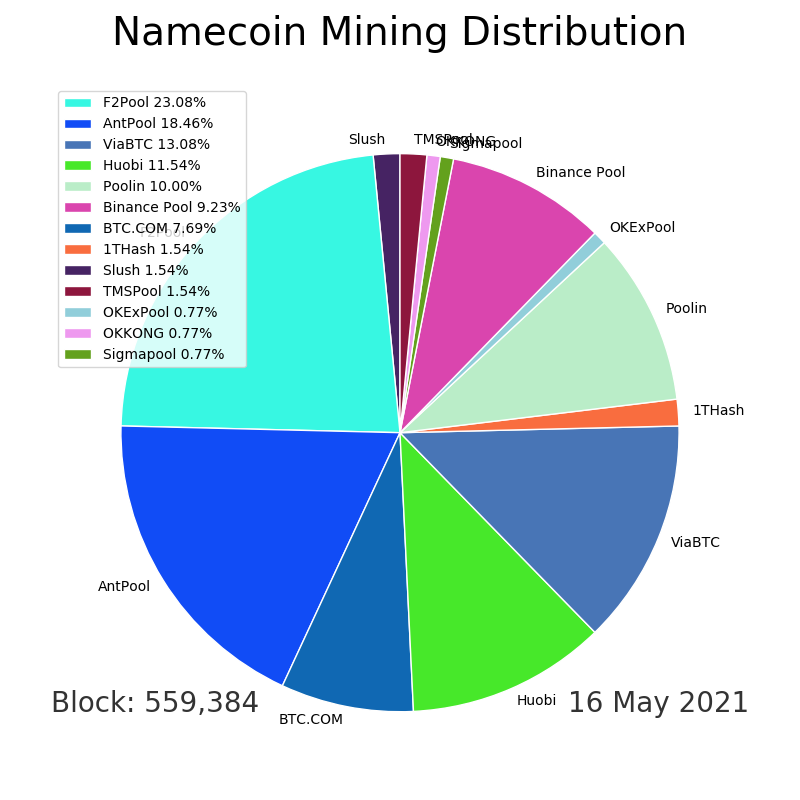 Namecoin Mining Distribution
F2Pool 23.08%
AntPool 18.46%
ViaBTC 13.08%
Huobi 11.54%
Poolin 10.00%
Binance Pool 9.23%
BTC.COM 7.69%
1THash 1.54%
Slush 1.54%
TMSPool 1.54%
OKExPool 0.77%
OKKONG 0.77%
Sigmapool 0.77%
F2Pool
Slush
TMSPool
OKKONG
Sigmapool
Binance Pool
OKExPool
Poolin
1THash
ViaBTC
AntPool
Huobi
BTC.COM
Block: 559,384
16 May 2021